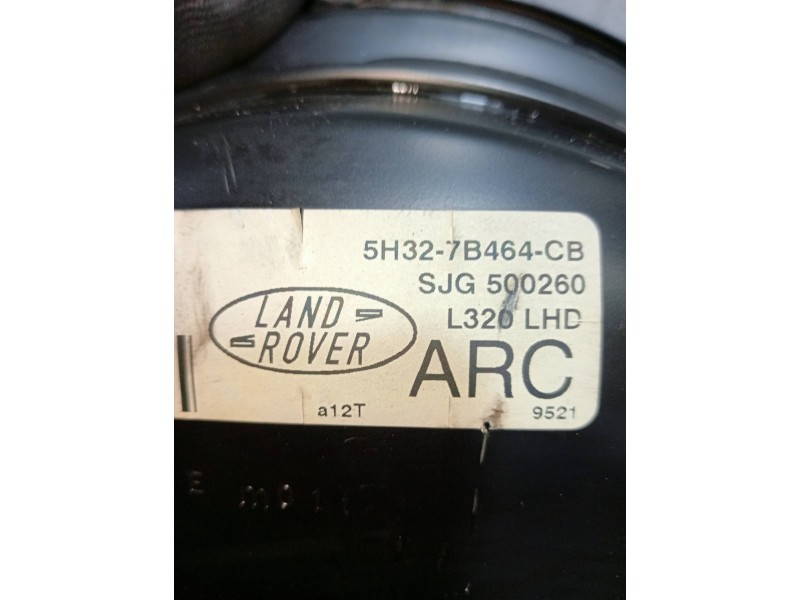 5H32-7B464-CB
SJG 500260
L320 LHD
LAND
ROVER
ARC
a12T
9521
E